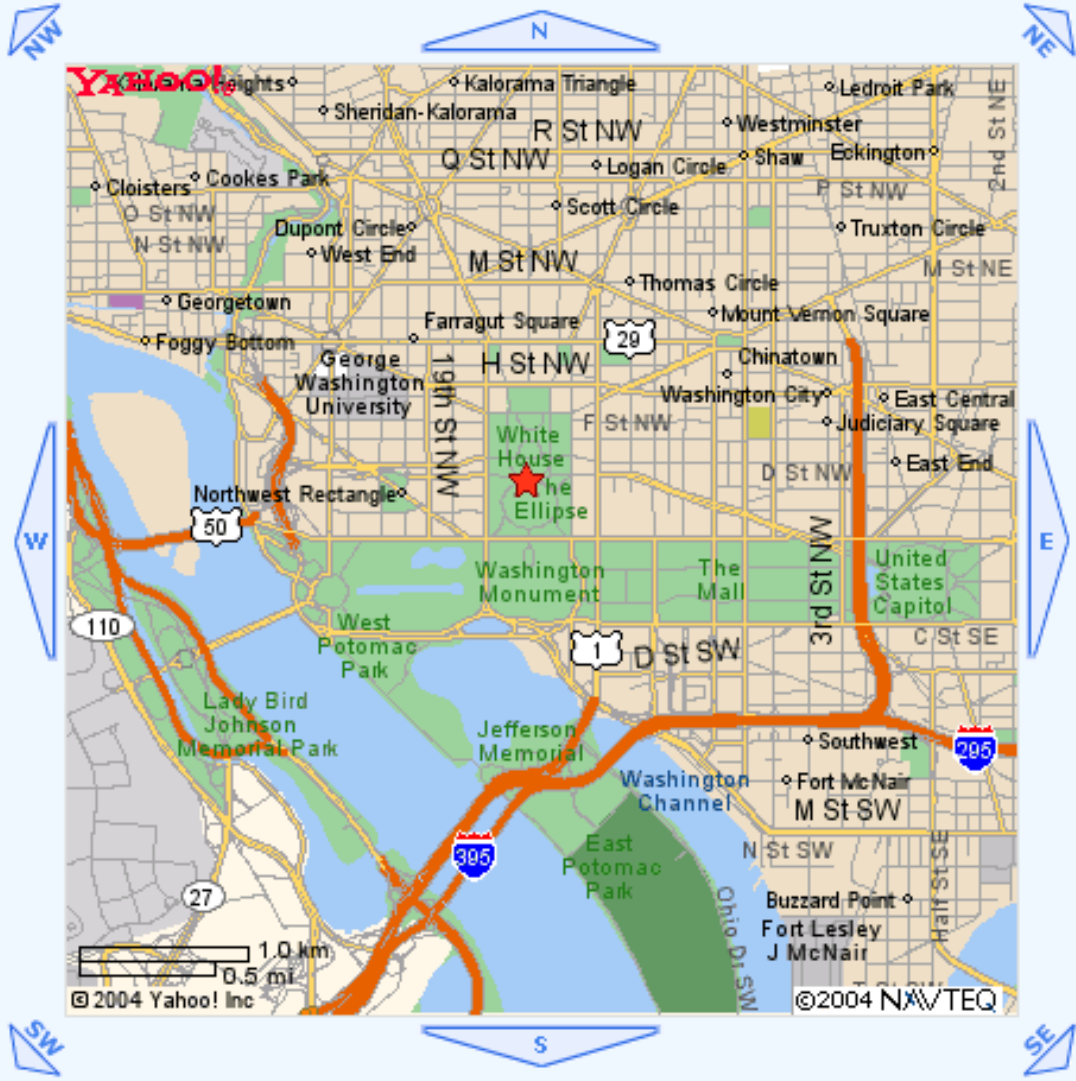 NW
N
NE
YAHOO!
Kalorama Heights
Kalorama Triangle
Ledroit Park
2nd St NE
Sheridan-Kalorama
R St NW
Westminster
Q St NW
Logan Circle
Shaw
Eckington
Cloisters
Cookes Park
P St NW
O St NW
Scott Circle
N St NW
Dupont Circle
Truxton Circle
West End
M St NW
M St NE
Thomas Circle
Georgetown
Mount Vernon Square
Farragut Square
29
Foggy Bottom
George
Washington
University
19th St NW
H St NW
Chinatown
Washington City
East Central
White
House
F St NW
Judiciary Square
D St NW
East End
Northwest Rectangle
The
Ellipse
50
W
E
3rd St NW
Washington
Monument
The
Mall
United
States
Capitol
110
West
Potomac
Park
1
D St SW
C St SE
Lady Bird
Johnson
Memorial Park
Jefferson
Memorial
Southwest
295
Washington
Channel
Fort McNair
M St SW
395
East
Potomac
Park
N St SW
Half St SE
27
Ohio Dr SW
Buzzard Point
Fort Lesley
J McNair
1.0 km
0.5 mi
© 2004 Yahoo! Inc
©2004 NAVTEQ
SW
S
SE